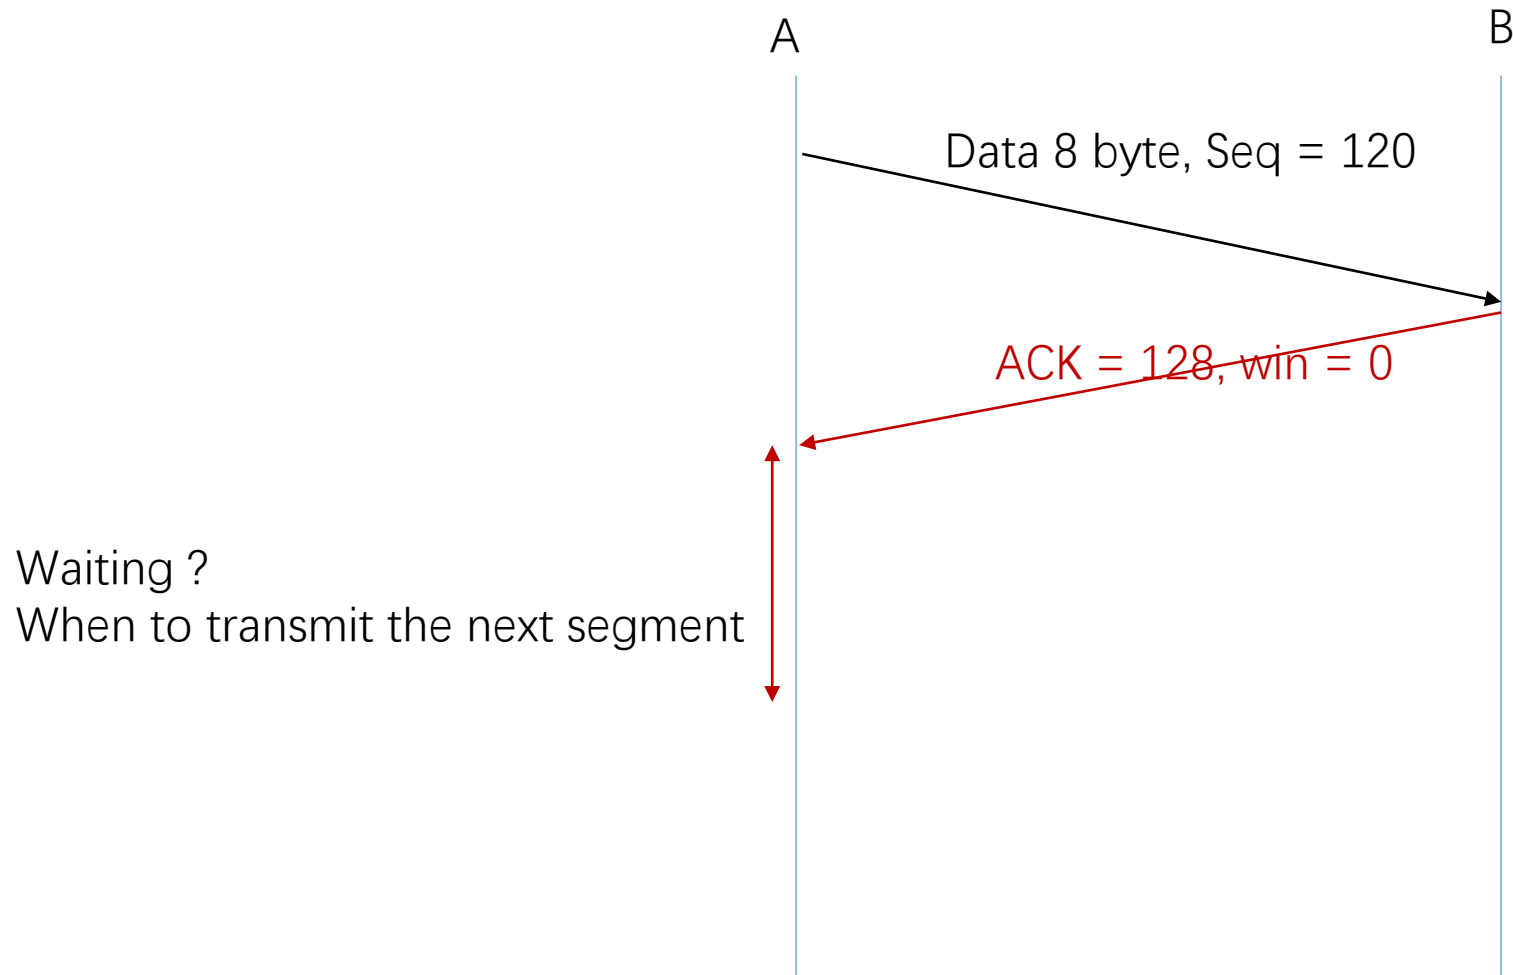 A
B
Data 8 byte, Seq = 120
ACK = 128, win = 0
Waiting ?
When to transmit the next segment